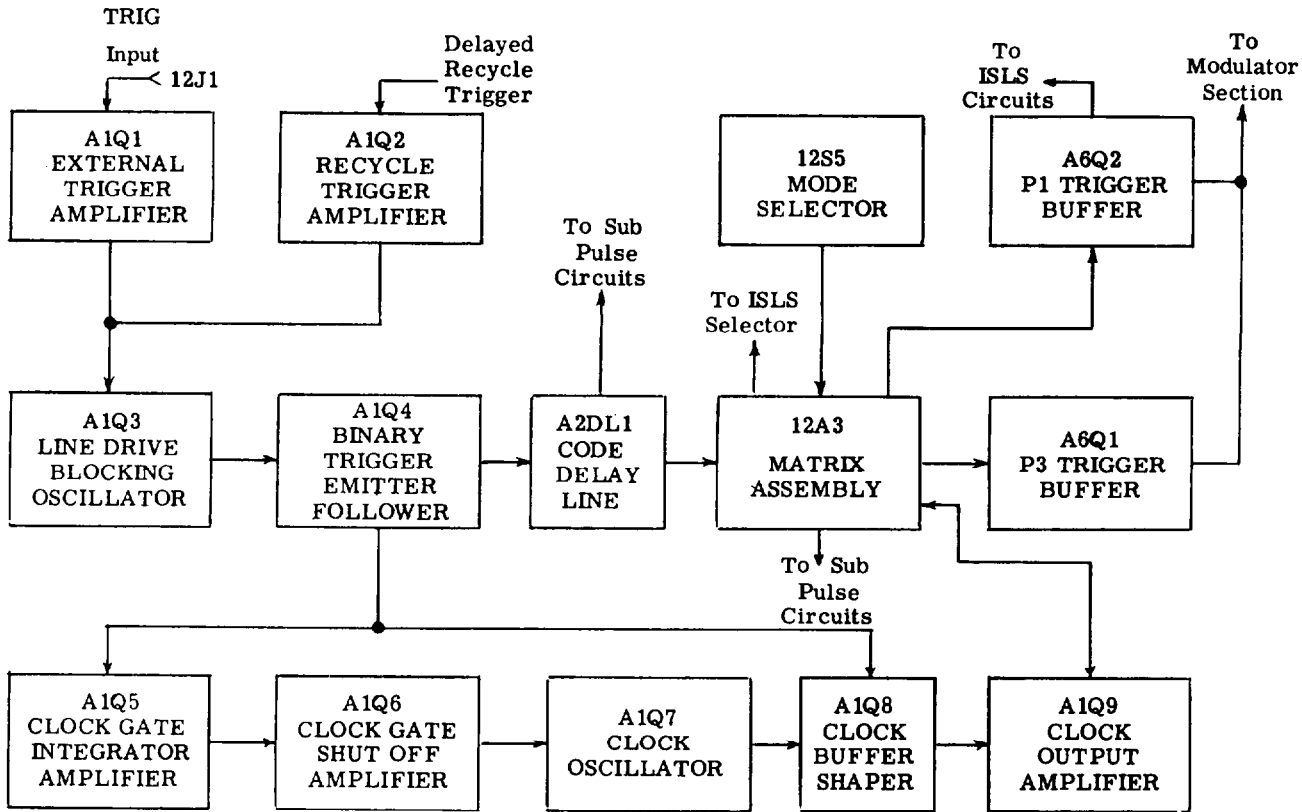 TRIG
Input
12J1
Delayed
Recycle
Trigger
To
ISLS
Circuits
To
Modulator
Section
A1Q1
EXTERNAL
TRIGGER
AMPLIFIER
A1Q2
RECYCLE
TRIGGER
AMPLIFIER
12S5
MODE
SELECTOR
A6Q2
P1 TRIGGER
BUFFER
To Sub
Pulse
Circuits
To ISLS
Selector
A1Q3
LINE DRIVE
BLOCKING
OSCILLATOR
A1Q4
BINARY
TRIGGER
EMITTER
FOLLOWER
A2DL1
CODE
DELAY
LINE
12A3
MATRIX
ASSEMBLY
A6Q1
P3 TRIGGER
BUFFER
To Sub
Pulse
Circuits
A1Q5
CLOCK GATE
INTEGRATOR
AMPLIFIER
A1Q6
CLOCK GATE
SHUT OFF
AMPLIFIER
A1Q7
CLOCK
OSCILLATOR
A1Q8
CLOCK
BUFFER
SHAPER
A1Q9
CLOCK
OUTPUT
AMPLIFIER